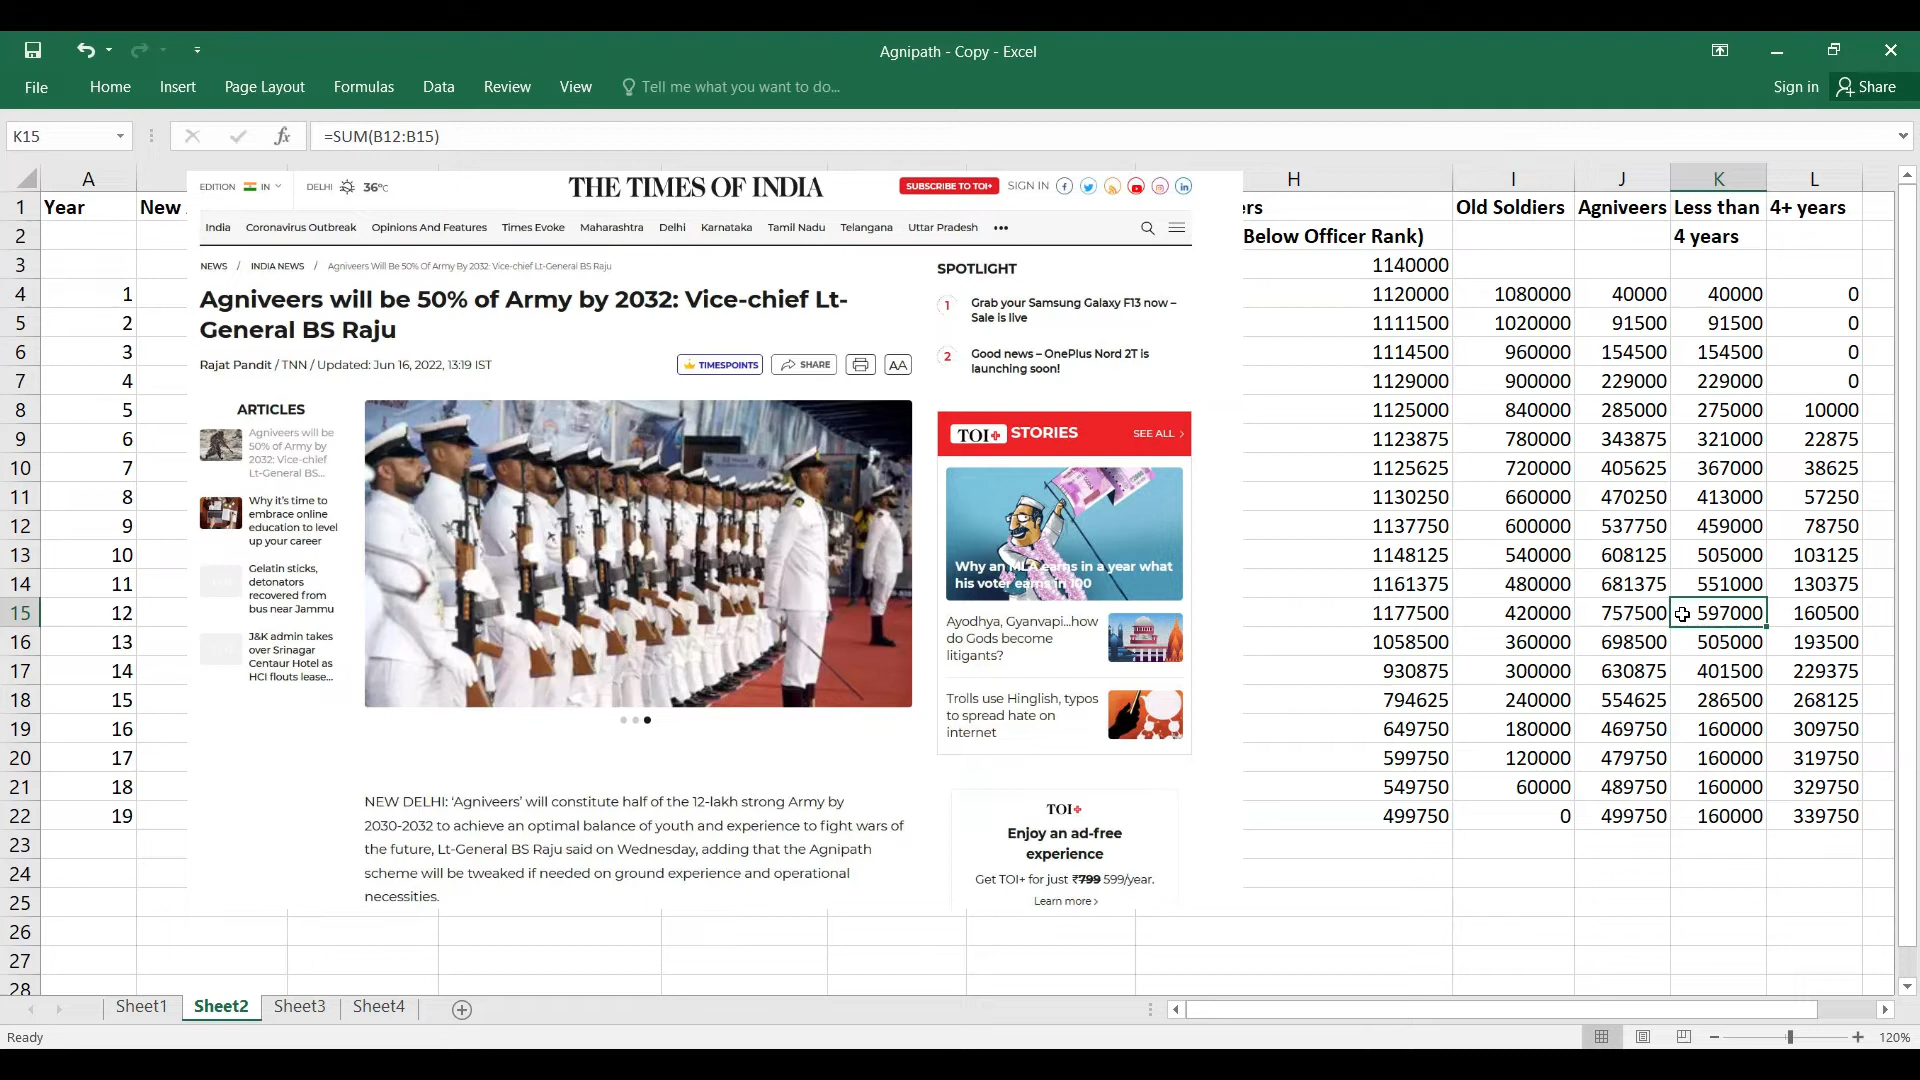 Agnipath - Copy - Excel
File Home Insert Page Layout Formulas Data Review View Tell me what you want to do... Sign in Share
K15 =SUM(B12:B15)
A H I J K L
1 Year New ers Old Soldiers Agniveers Less than 4+ years
2 Below Officer Rank) 4 years
3 1140000
4 1 1120000 1080000 40000 40000 0
5 2 1111500 1020000 91500 91500 0
6 3 1114500 960000 154500 154500 0
7 4 1129000 900000 229000 229000 0
8 5 1125000 840000 285000 275000 10000
9 6 1123875 780000 343875 321000 22875
10 7 1125625 720000 405625 367000 38625
11 8 1130250 660000 470250 413000 57250
12 9 1137750 600000 537750 459000 78750
13 10 1148125 540000 608125 505000 103125
14 11 1161375 480000 681375 551000 130375
15 12 1177500 420000 757500 597000 160500
16 13 1058500 360000 698500 505000 193500
17 14 930875 300000 630875 401500 229375
18 15 794625 240000 554625 286500 268125
19 16 649750 180000 469750 160000 309750
20 17 599750 120000 479750 160000 319750
21 18 549750 60000 489750 160000 329750
22 19 499750 0 499750 160000 339750
23
24
25
26
27
28
EDITION IN DELHI 36°C
THE TIMES OF INDIA
SUBSCRIBE TO TOI+ SIGN IN
India Coronavirus Outbreak Opinions And Features Times Evoke Maharashtra Delhi Karnataka Tamil Nadu Telangana Uttar Pradesh
NEWS / INDIA NEWS / Agniveers Will Be 50% Of Army By 2032: Vice-chief Lt-General BS Raju
Agniveers will be 50% of Army by 2032: Vice-chief Lt-
General BS Raju
Rajat Pandit / TNN / Updated: Jun 16, 2022, 13:19 IST
TIMESPOINTS SHARE AA
ARTICLES
Agniveers will be
50% of Army by
2032: Vice-chief
Lt-General BS...
Why it's time to
embrace online
education to level
up your career
Gelatin sticks,
detonators
recovered from
bus near Jammu
J&K admin takes
over Srinagar
Centaur Hotel as
HCI flouts lease...
NEW DELHI: ‘Agniveers’ will constitute half of the 12-lakh strong Army by
2030-2032 to achieve an optimal balance of youth and experience to fight wars of
the future, Lt-General BS Raju said on Wednesday, adding that the Agnipath
scheme will be tweaked if needed on ground experience and operational
necessities.
SPOTLIGHT
1 Grab your Samsung Galaxy F13 now –
Sale is live
2 Good news – OnePlus Nord 2T is
launching soon!
TOI+ STORIES SEE ALL
Why an MLA earns in a year what
his voter earns in 100
Ayodhya, Gyanvapi...how
do Gods become
litigants?
Trolls use Hinglish, typos
to spread hate on
internet
TOI+
Enjoy an ad-free
experience
Get TOI+ for just ₹799 599/year.
Learn more >
Sheet1 Sheet2 Sheet3 Sheet4
Ready 120%